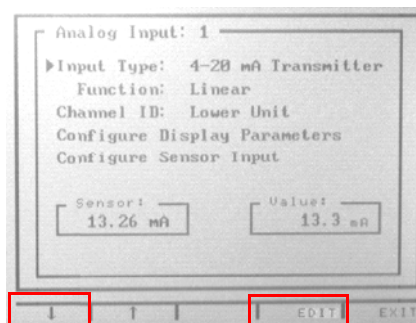 Analog Input: 1
▶Input Type: 4-20 mA Transmitter
Function: Linear
Channel ID: Lower Unit
Configure Display Parameters
Configure Sensor Input
Sensor: Value:
13.26 mA 13.3 mA
↓ ↑ EDIT EXIT